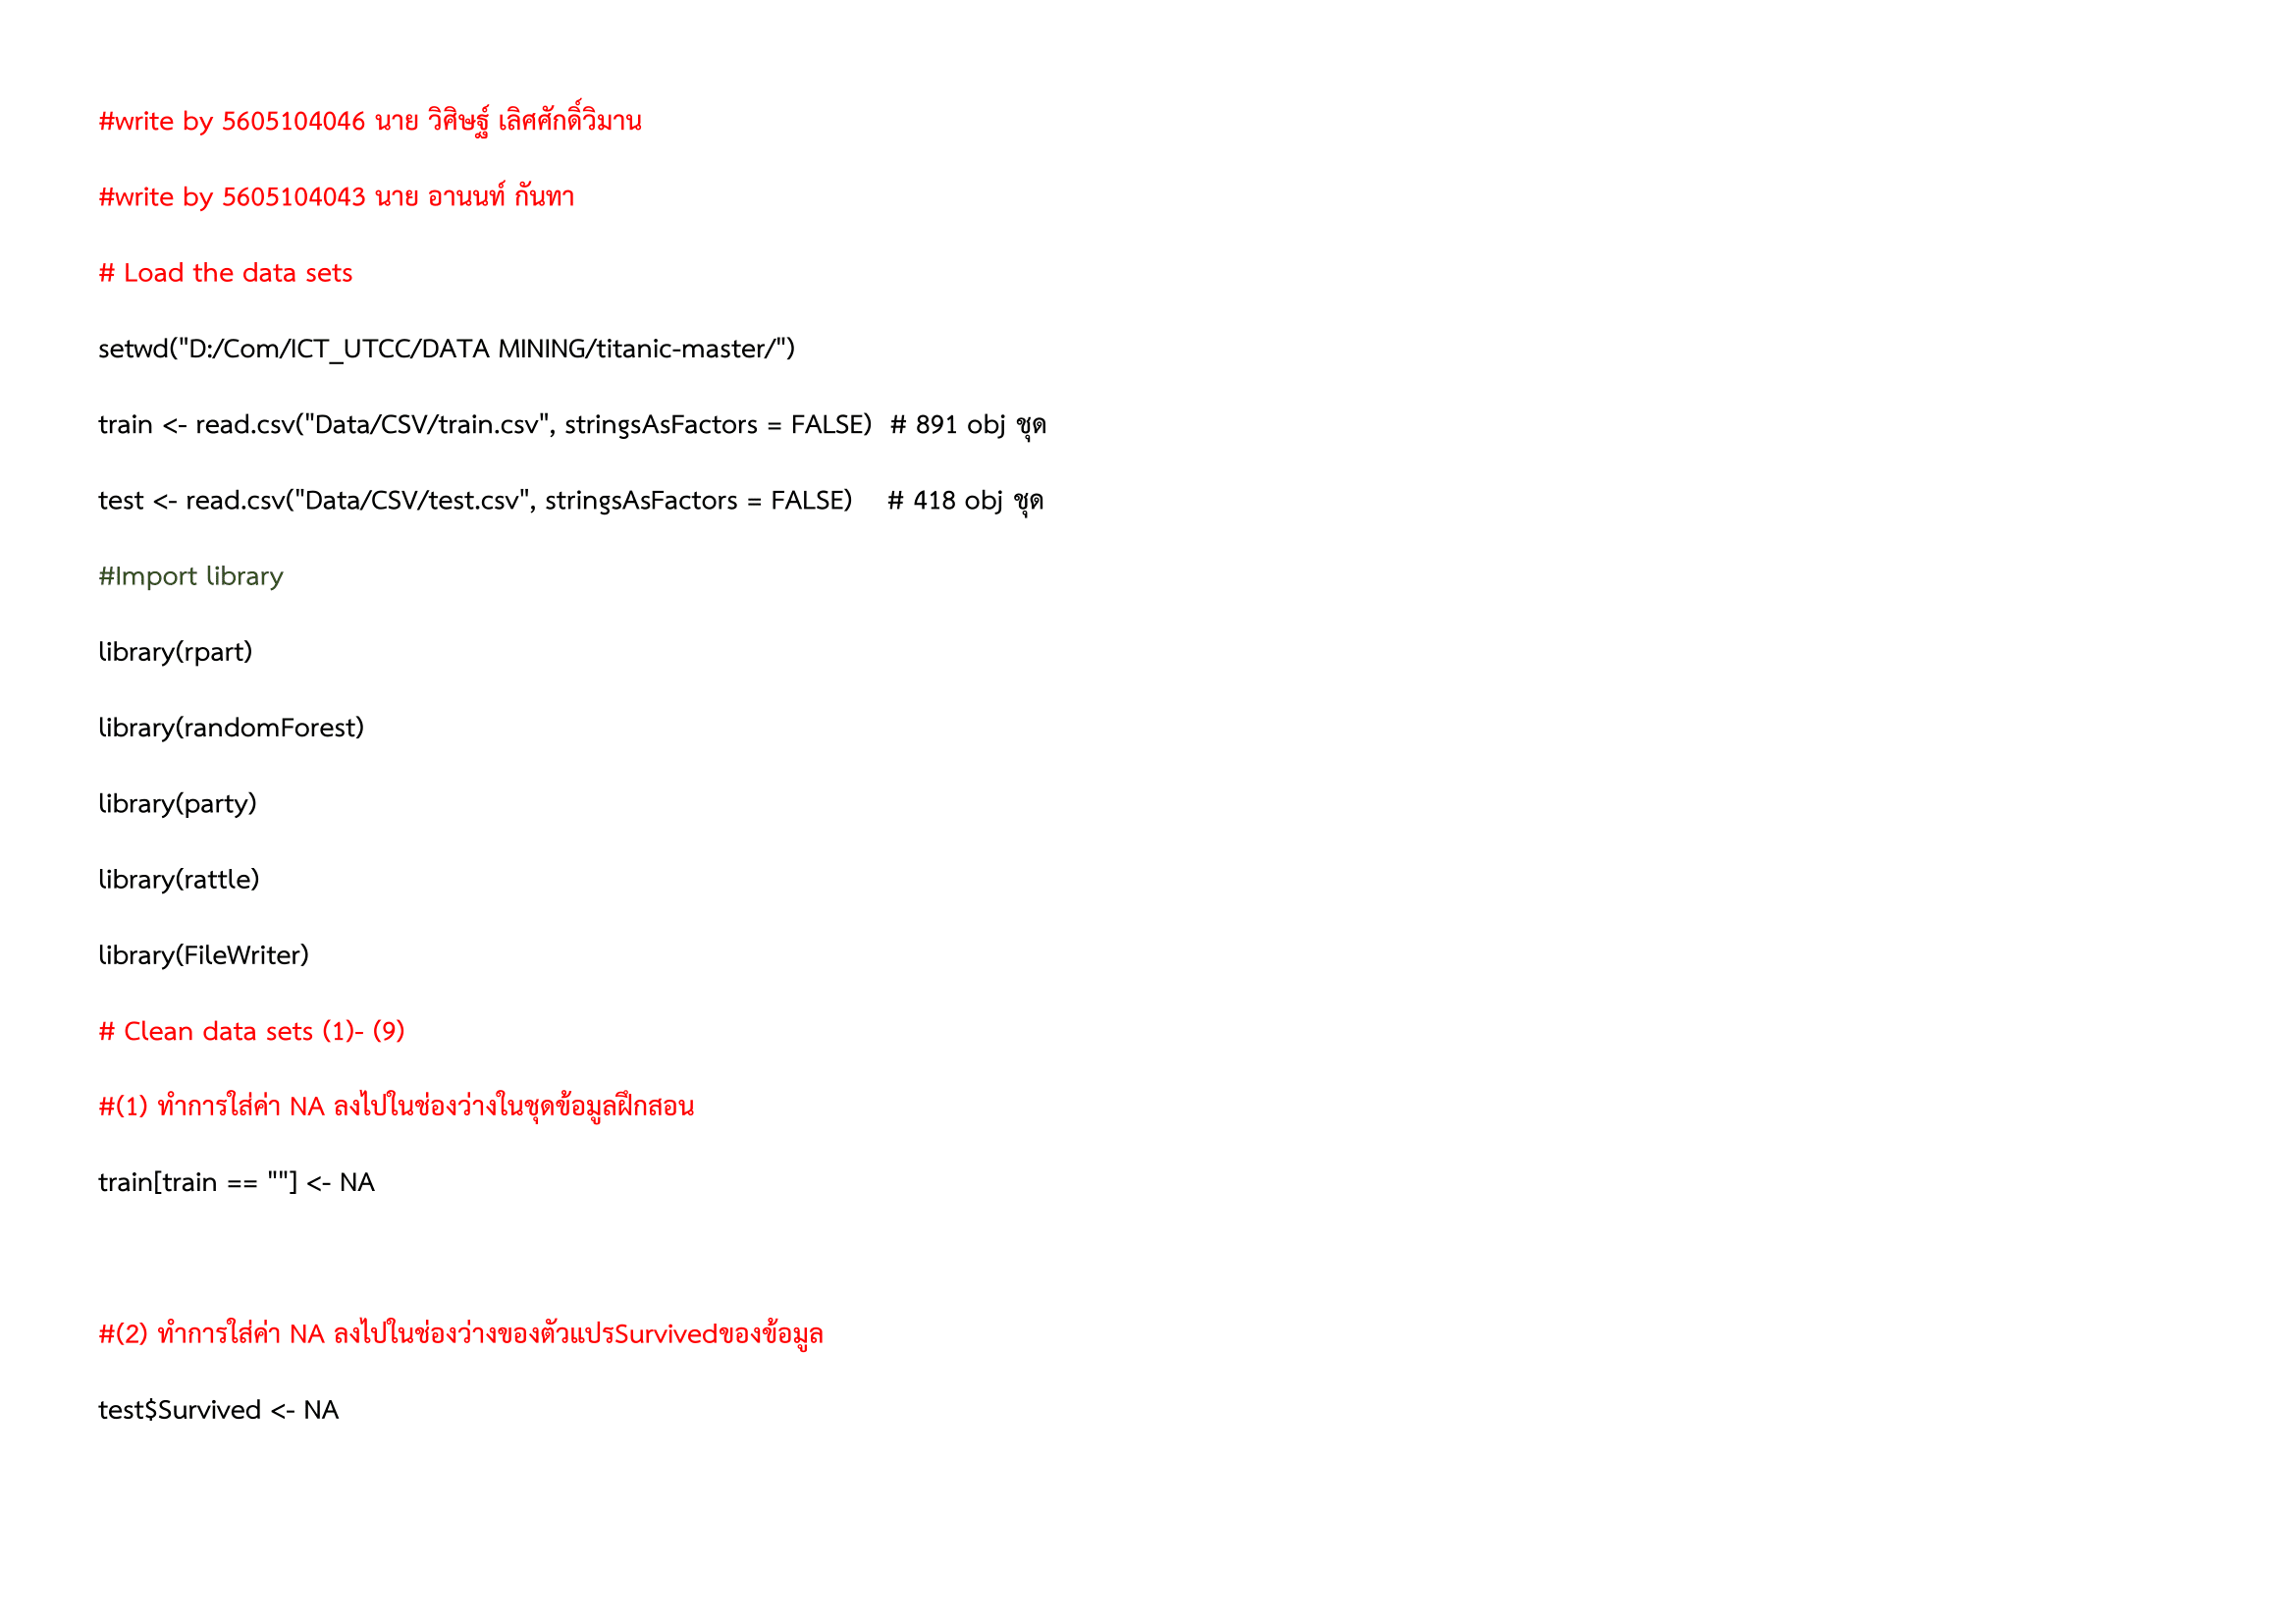 #write by 5605104046 นาย วิศิษฐ์ เลิศศักดิ์วิมาน
#write by 5605104043 นาย อานนท์ กันทา
# Load the data sets
setwd("D:/Com/ICT_UTCC/DATA MINING/titanic-master/")
train <- read.csv("Data/CSV/train.csv", stringsAsFactors = FALSE)  # 891 obj ชุด
test <- read.csv("Data/CSV/test.csv", stringsAsFactors = FALSE)    # 418 obj ชุด
#Import library
library(rpart)
library(randomForest)
library(party)
library(rattle)
library(FileWriter)
# Clean data sets (1)- (9)
#(1) ทำการใส่ค่า NA ลงไปในช่องว่างในชุดข้อมูลฝึกสอน
train[train == ""] <- NA
#(2) ทำการใส่ค่า NA ลงไปในช่องว่างของตัวแปรSurvivedของข้อมูล
test$Survived <- NA